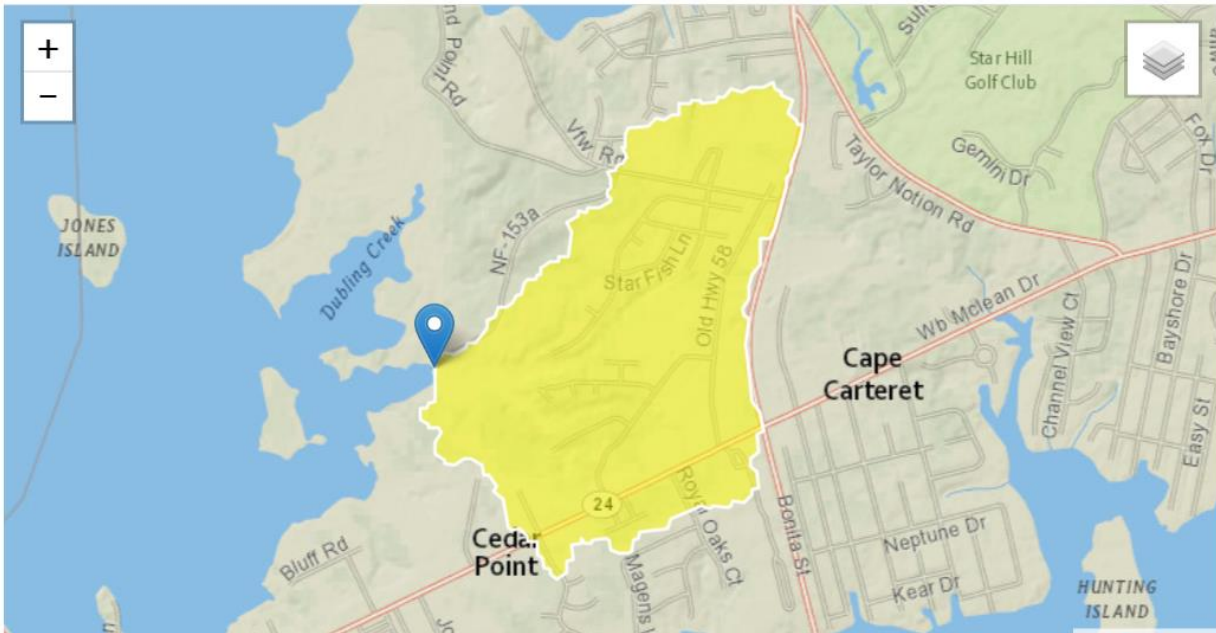 +
−
nd Point Rd
Star Hill
Golf Club
Fox Dr
Vfw Rd
Gemini Dr
Taylor Notion Rd
JONES
ISLAND
Dubling Creek
NF-153a
Star Fish Ln
Old Hwy 58
Wb Mclean Dr
Channel View Ct
Bayshore Dr
Cape
Carteret
Easy St
24
Royal Oaks Ct
Bonita St
Cedar
Point
Bluff Rd
Neptune Dr
Magens
Kear Dr
HUNTING
ISLAND